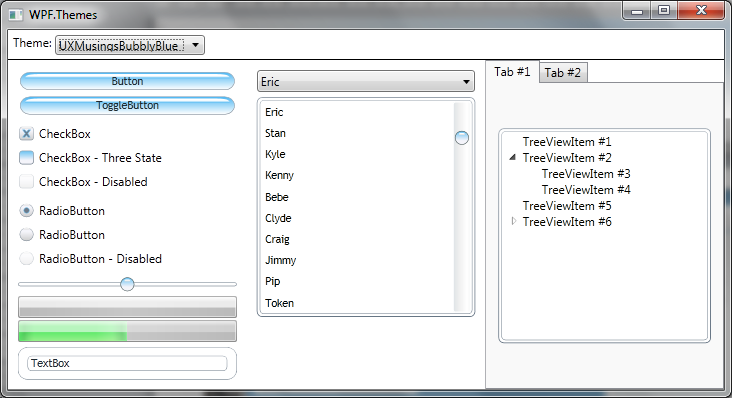 WPF.Themes
Theme: UXMusingsBubblyBlue
Button
ToggleButton
CheckBox
CheckBox - Three State
CheckBox - Disabled
RadioButton
RadioButton
RadioButton - Disabled
TextBox
Eric
Eric
Stan
Kyle
Kenny
Bebe
Clyde
Craig
Jimmy
Pip
Token
Tab #1 Tab #2
TreeViewItem #1
TreeViewItem #2
TreeViewItem #3
TreeViewItem #4
TreeViewItem #5
TreeViewItem #6